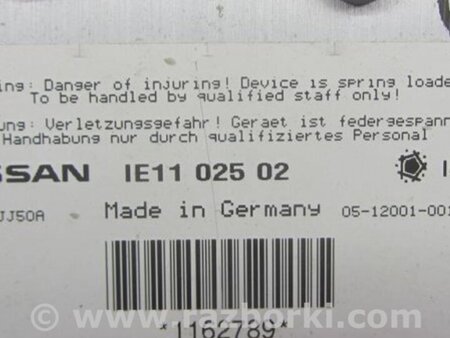 ing: Danger of injuring! Device is spring loade
To be handled by qualified staff only!
ung: Verletzungsgefahr! Geraet ist federgespann
Handhabung nur durch qualifiziertes Personal
SSAN IE11 025 02
JJ50A Made in Germany 05-12001-001
*1162789*
© www.razborki.com